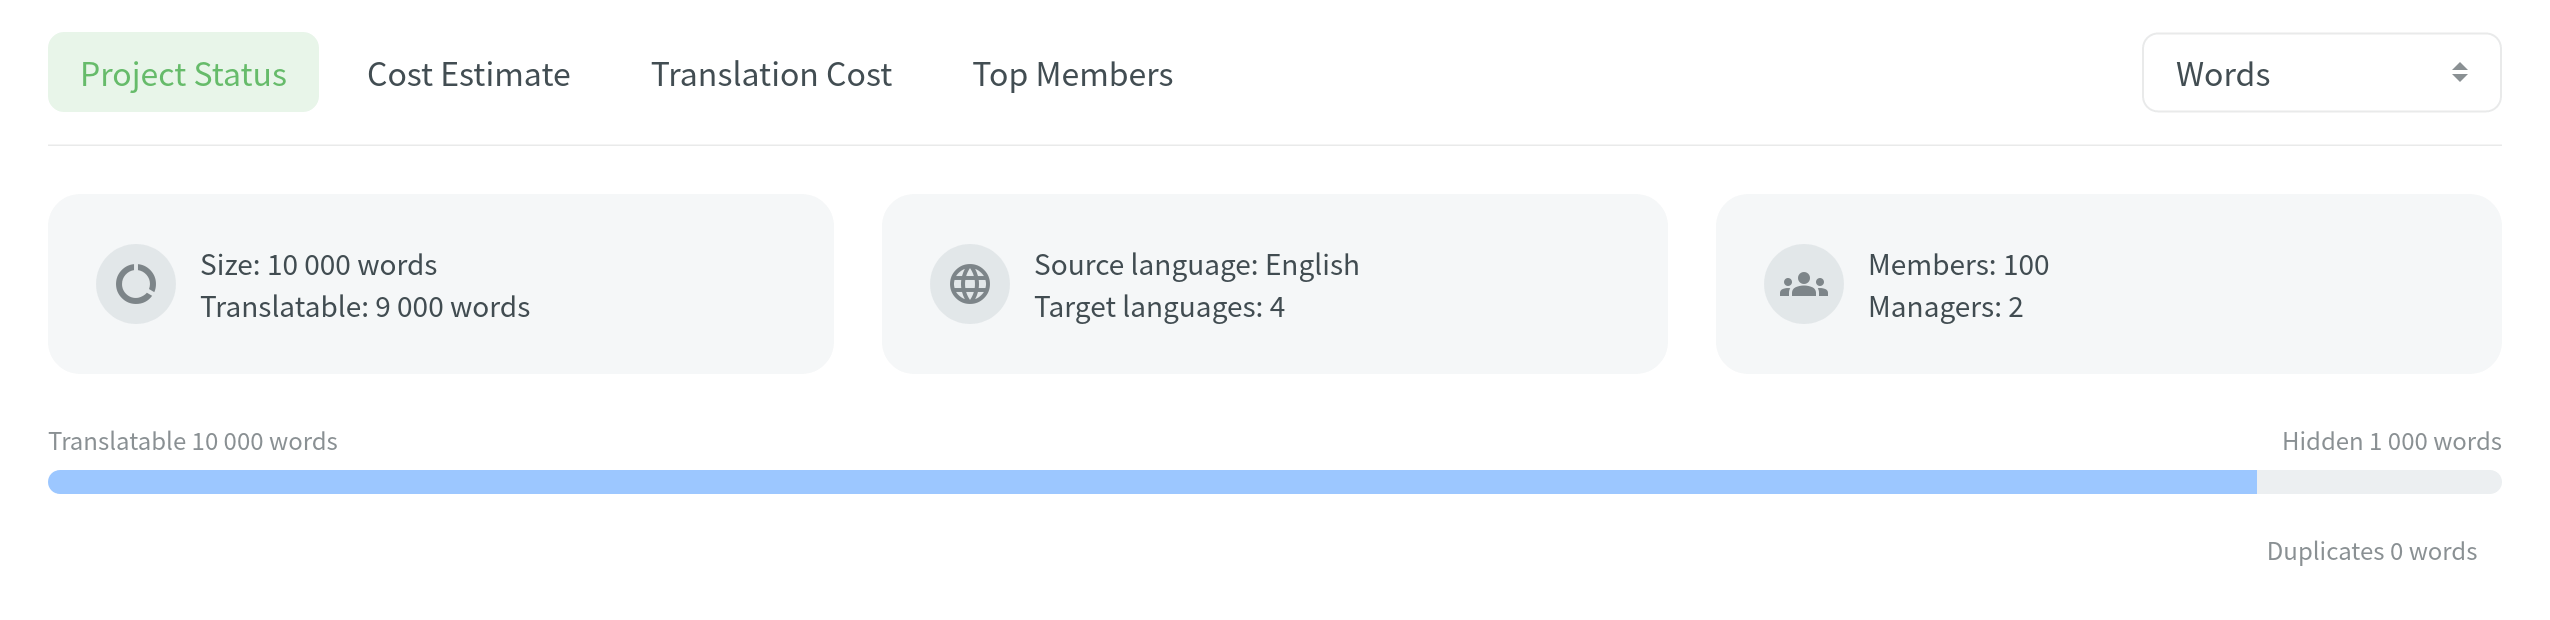 Project Status
Cost Estimate
Translation Cost
Top Members
Words
Size: 10 000 words
Translatable: 9 000 words
Source language: English
Target languages: 4
Members: 100
Managers: 2
Translatable 10 000 words
Hidden 1 000 words
Duplicates 0 words